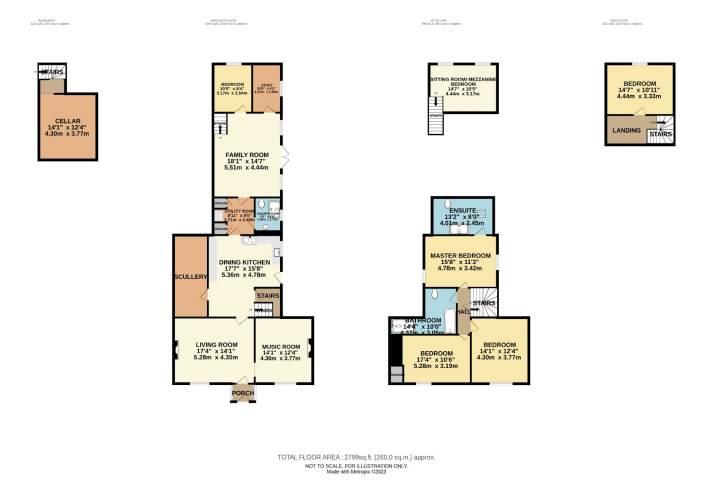 BASEMENT
GROUND FLOOR
1ST FLOOR
2ND FLOOR
STAIRS
CELLAR
14'1" x 12'4"
4.30m x 3.77m
BEDROOM
10'5" x 8'4"
3.17m x 2.54m
STUDY
FAMILY ROOM
18'1" x 14'7"
5.51m x 4.44m
UTILITY ROOM
8'11" x 8'0"
2.71m x 2.45m
DINING KITCHEN
17'7" x 15'8"
5.36m x 4.78m
SCULLERY
STAIRS
LIVING ROOM
17'4" x 14'1"
5.28m x 4.30m
MUSIC ROOM
14'1" x 12'4"
4.30m x 3.77m
PORCH
SITTING ROOM/ MEZZANINE
BEDROOM
14'7" x 10'5"
4.44m x 3.17m
STAIRS
ENSUITE
13'2" x 8'0"
4.01m x 2.45m
MASTER BEDROOM
15'8" x 11'3"
4.78m x 3.42m
STAIRS
HALL
BATHROOM
14'4" x 10'0"
4.37m x 3.05m
BEDROOM
17'4" x 10'6"
5.28m x 3.19m
BEDROOM
14'1" x 12'4"
4.30m x 3.77m
BEDROOM
14'7" x 10'11"
4.44m x 3.33m
LANDING
STAIRS
TOTAL FLOOR AREA : 2799sq.ft. (260.0 sq.m.) approx.
NOT TO SCALE. FOR ILLUSTRATION ONLY.
Made with Metropix ©2023